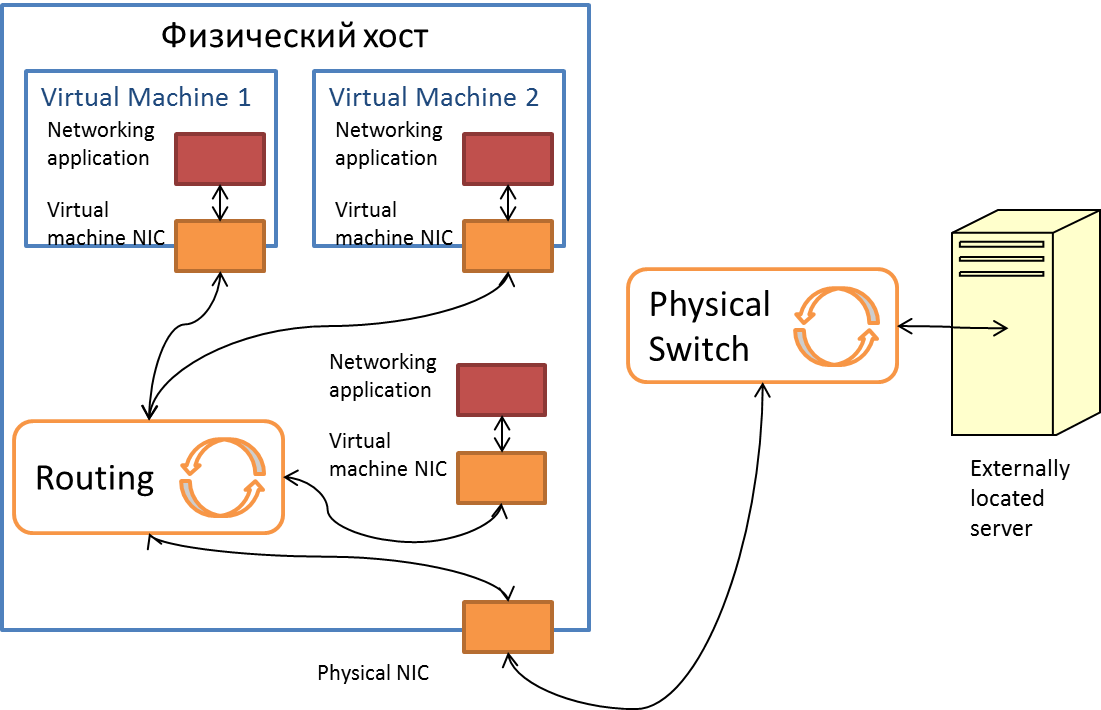 Физический хост
Virtual Machine 1
Networking
application
Virtual
machine NIC
Virtual Machine 2
Networking
application
Virtual
machine NIC
Networking
application
Virtual
machine NIC
Routing
Physical NIC
Physical
Switch
Externally
located
server